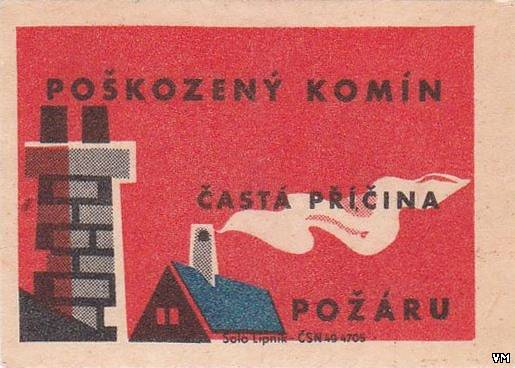 POŠKOZENÝ KOMÍN
ČASTÁ PŘÍČINA
POŽÁRU
Solo Lipník - ČSN 49 4705
VM